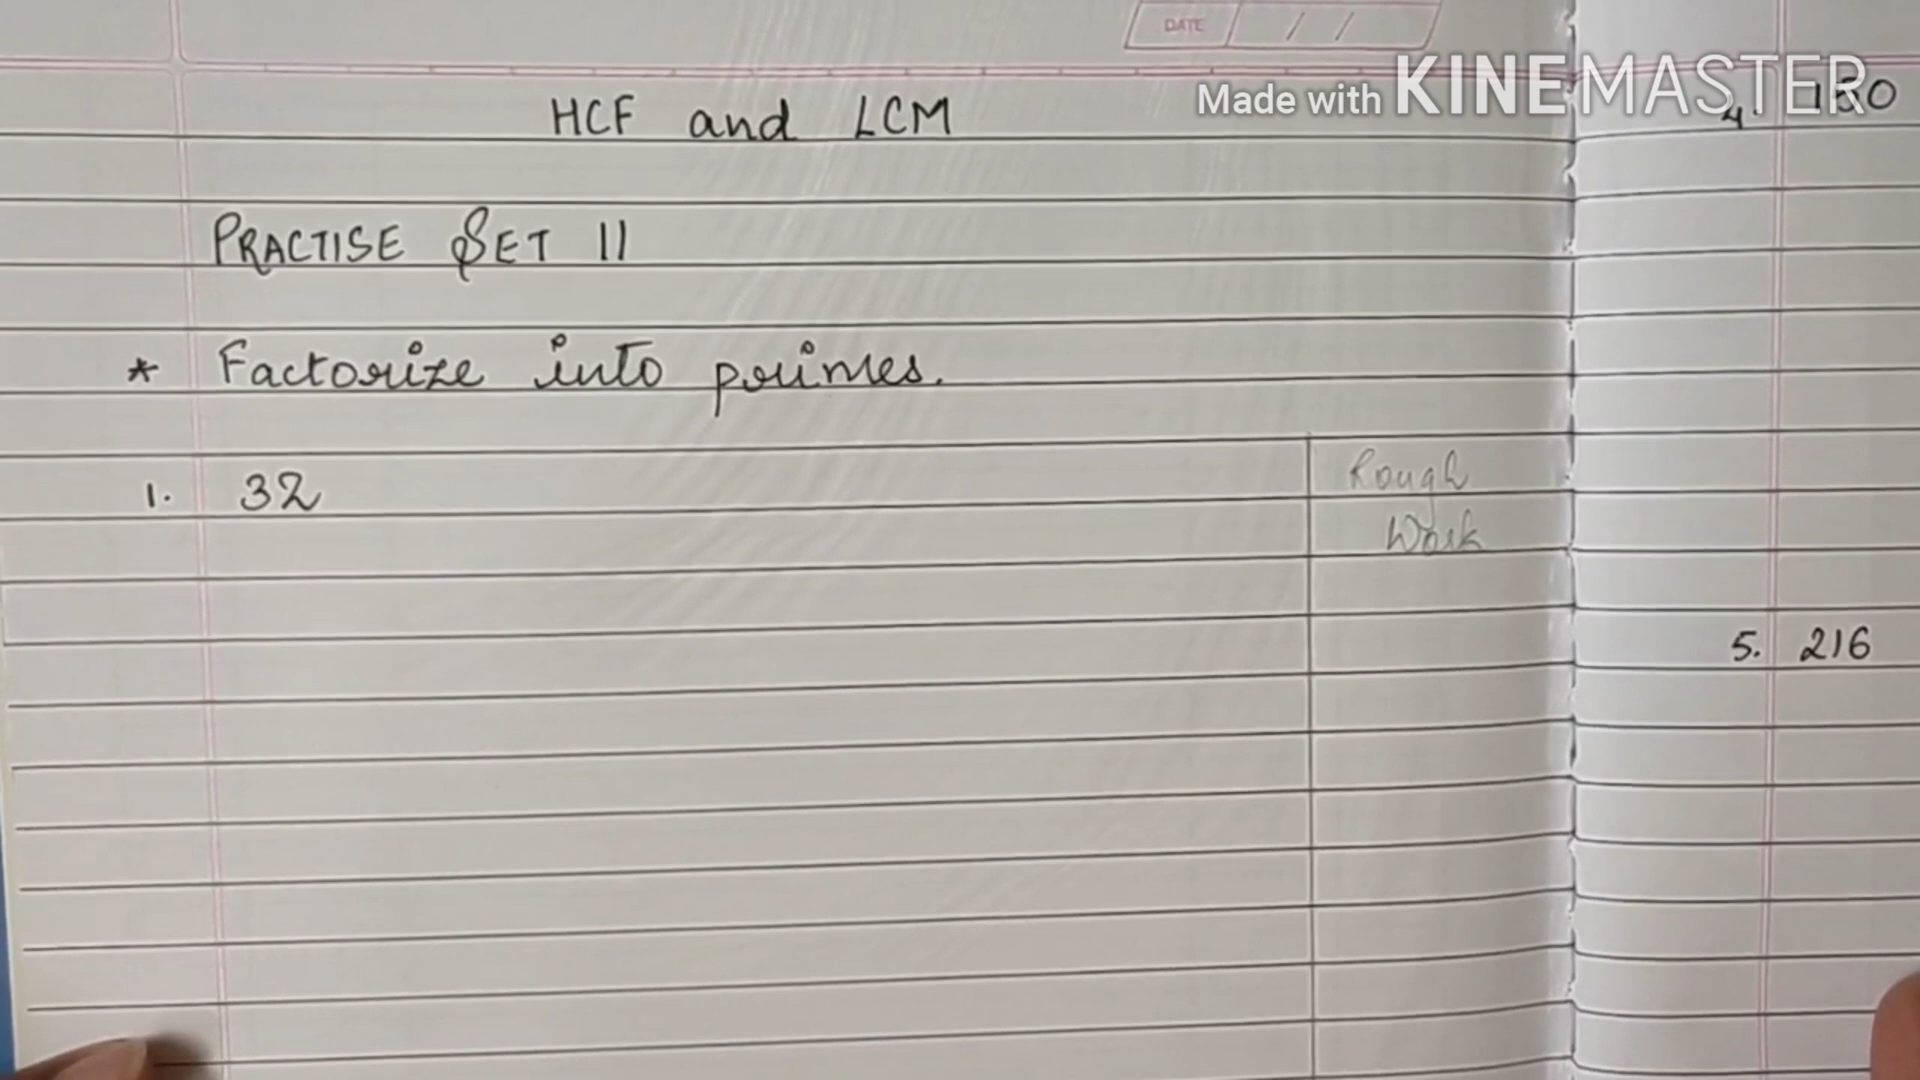 DATE / /
Made with KINEMASTER
HCF and LCM
PRACTISE SET 11
* Factorize into primes.
1. 32
Rough
Work
4.
5. 216